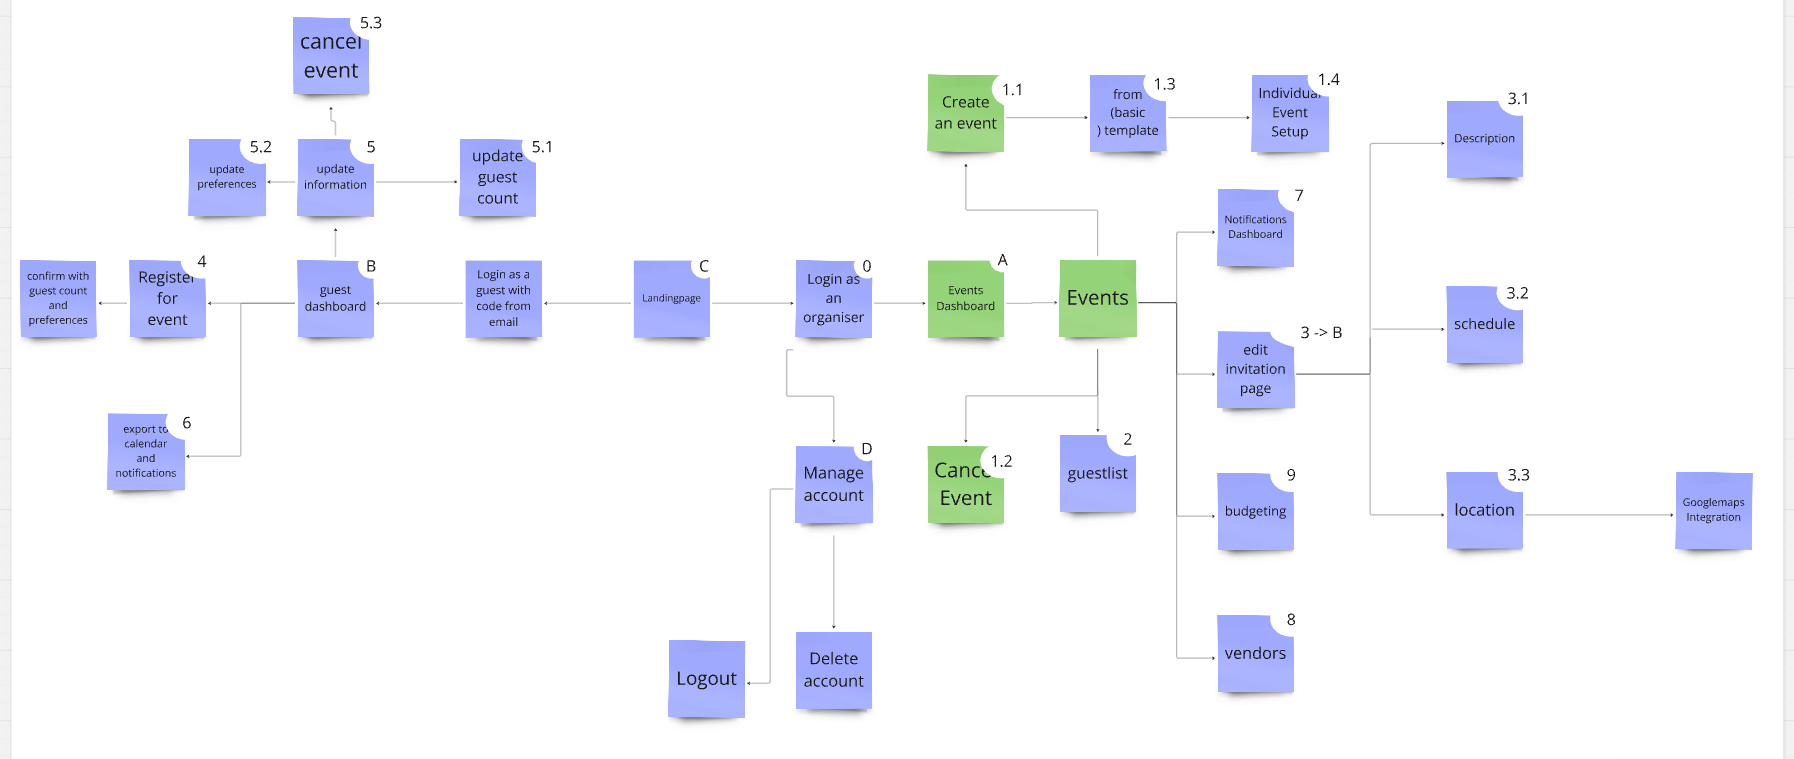 5.3
cancel
event
1.1
Create
an event
1.3
from
(basic
) template
1.4
Individual
Event
Setup
3.1
Description
5.2
update
preferences
5
update
information
5.1
update
guest
count
7
Notifications
Dashboard
confirm with
guest count
and
preferences
4
Register
for
event
B
guest
dashboard
Login as a
guest with
code from
email
C
Landingpage
0
Login as
an
organiser
A
Events
Dashboard
Events
3.2
schedule
3 -> B
edit
invitation
page
6
export to
calendar
and
notifications
D
Manage
account
1.2
Cancel
Event
2
guestlist
9
budgeting
3.3
location
Googlemaps
Integration
8
vendors
Logout
Delete
account